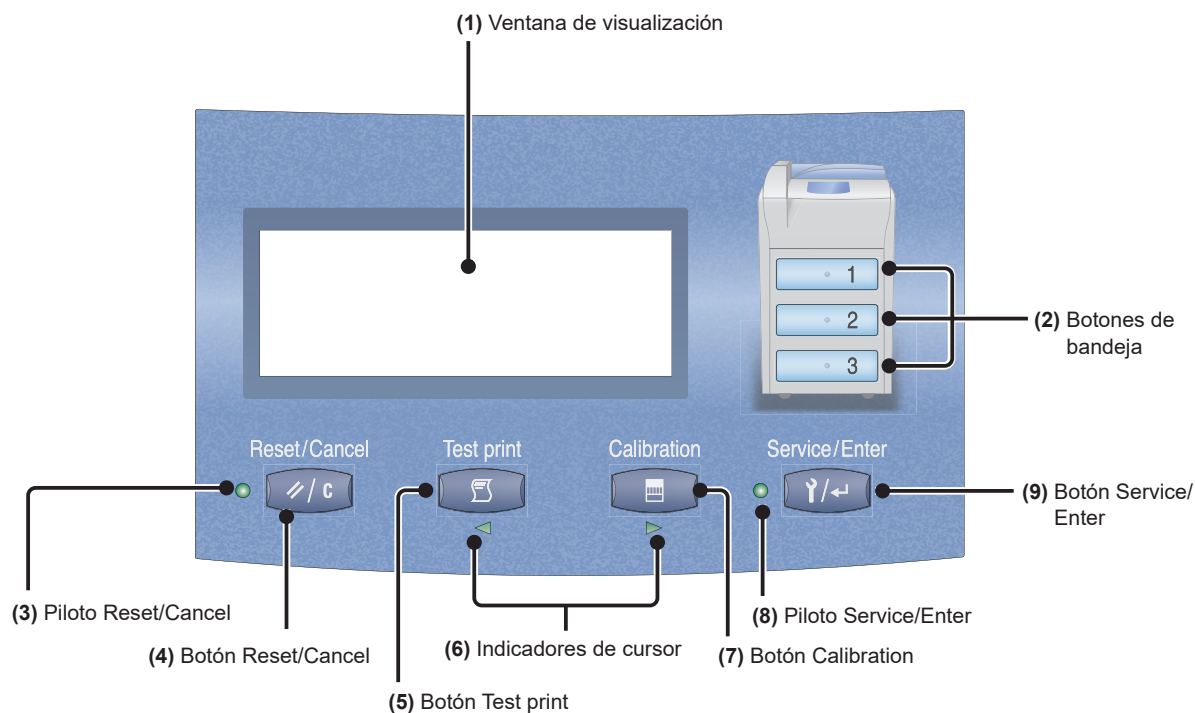 (1) Ventana de visualización
1
2
3
(2) Botones de
bandeja
Reset/Cancel
Test print
Calibration
Service/Enter
// / C
(9) Botón Service/
Enter
(3) Piloto Reset/Cancel
(8) Piloto Service/Enter
(6) Indicadores de cursor
(4) Botón Reset/Cancel
(7) Botón Calibration
(5) Botón Test print